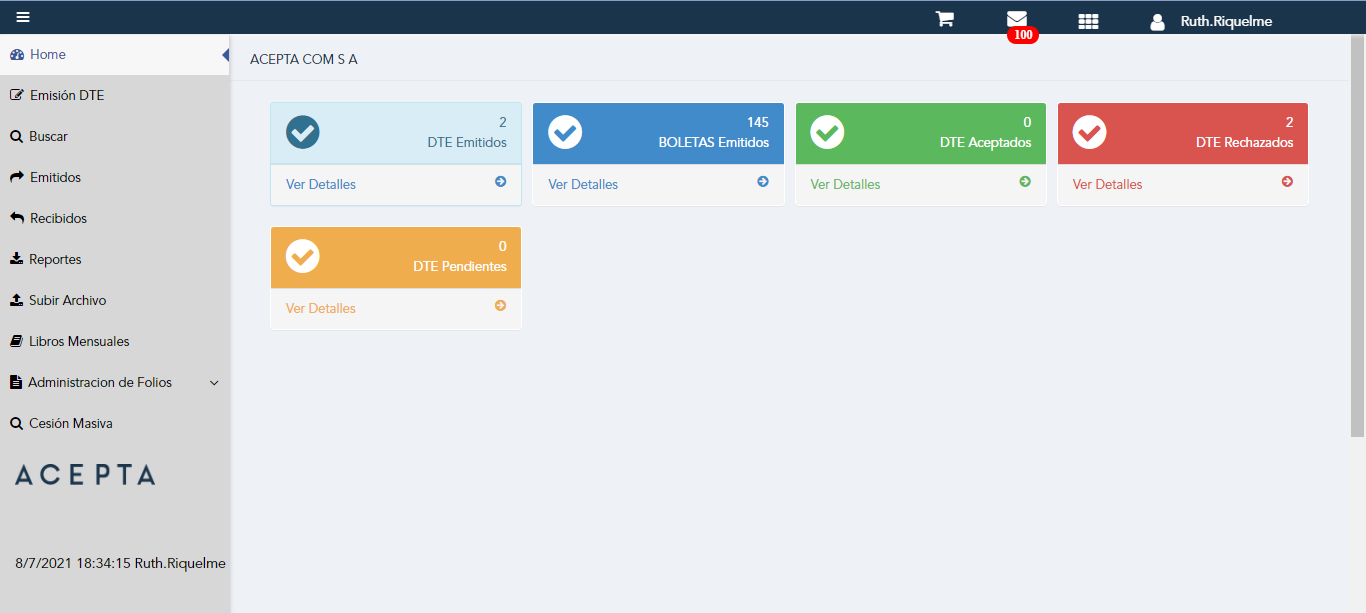 100
Ruth.Riquelme
Home
Emisión DTE
Buscar
Emitidos
Recibidos
Reportes
Subir Archivo
Libros Mensuales
Administracion de Folios
Cesión Masiva
ACEPTA
8/7/2021 18:34:15 Ruth.Riquelme
ACEPTA COM S A
2
DTE Emitidos
Ver Detalles
145
BOLETAS Emitidos
Ver Detalles
0
DTE Aceptados
Ver Detalles
2
DTE Rechazados
Ver Detalles
0
DTE Pendientes
Ver Detalles